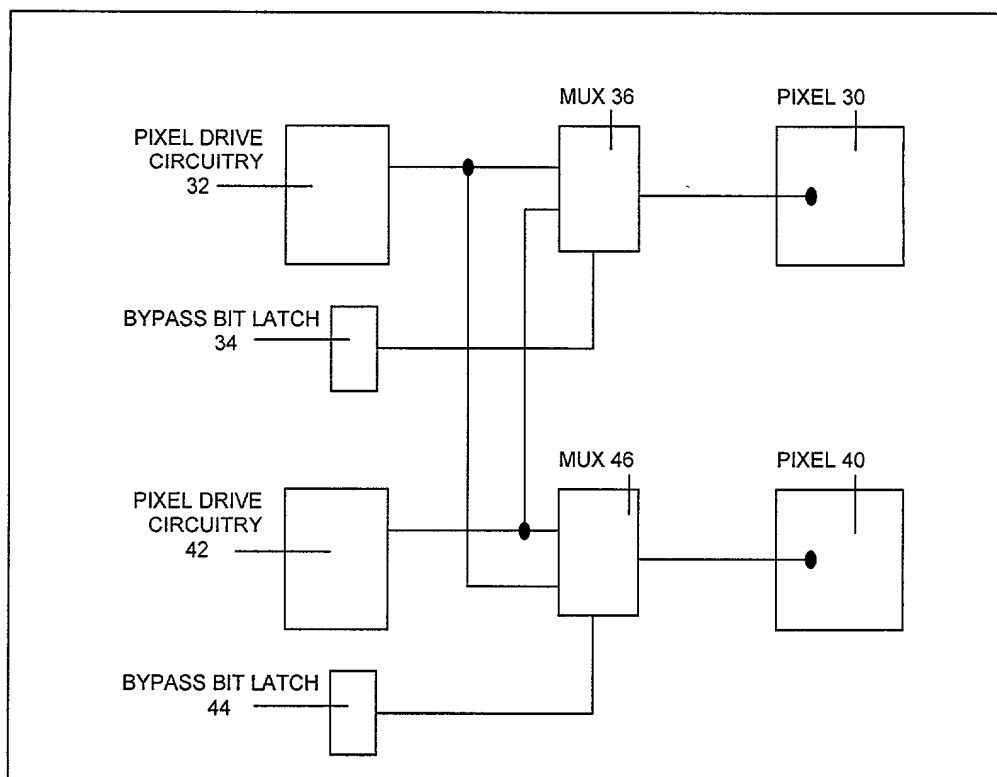 MUX 36
PIXEL 30
PIXEL DRIVE
CIRCUITRY
32
BYPASS BIT LATCH
34
MUX 46
PIXEL 40
PIXEL DRIVE
CIRCUITRY
42
BYPASS BIT LATCH
44